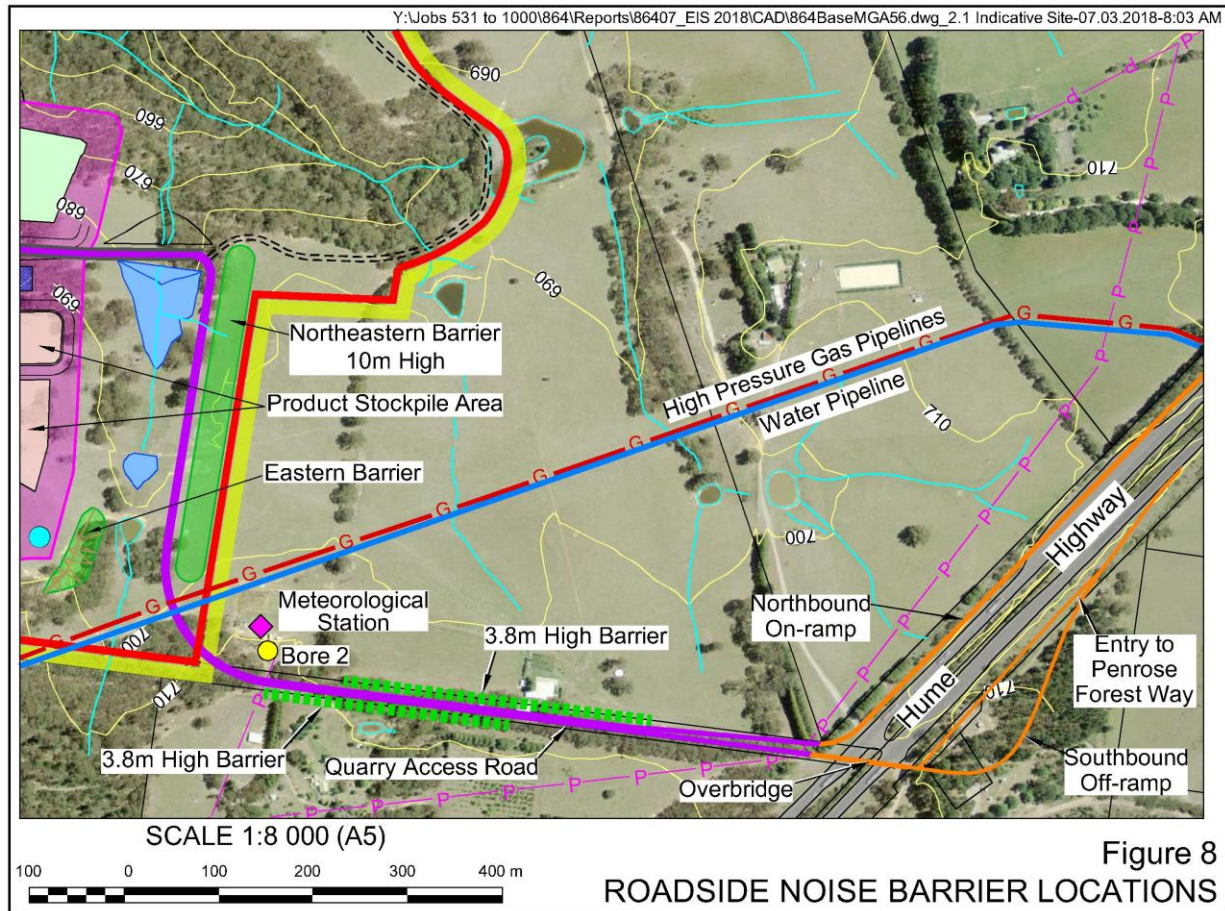 Y:\Jobs 531 to 1000\864\Reports\86407_EIS 2018\CAD\864BaseMGA56.dwg_2.1 Indicative Site-07.03.2018-8:03 AM
690
P
P
P
660
670
680
710
P
690
690
P
G
G
Northeastern Barrier
10m High
High Pressure Gas Pipelines
Water Pipeline
G
G
G
P
Product Stockpile Area
710
P
G
G
Eastern Barrier
G
P
Highway
G
700
P
G
G
Meteorological
Station
Northbound
On-ramp
Entry to
Penrose
Forest Way
700
G
3.8m High Barrier
P
Bore 2
P
Hume
710
710
P
P
3.8m High Barrier
Quarry Access Road
P
P
P
P
P
P
P
P
Overbridge
Southbound
Off-ramp
SCALE 1:8 000 (A5)
100 0 100 200 300 400 m
Figure 8
ROADSIDE NOISE BARRIER LOCATIONS